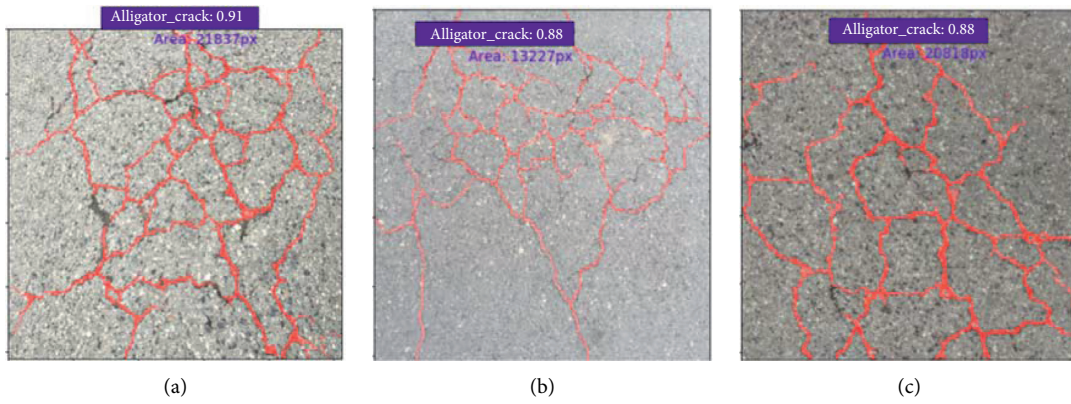 Alligator_crack: 0.91
Area: 21837px
Alligator_crack: 0.88
Area: 13227px
Alligator_crack: 0.88
Area: 20818px
(a)
(b)
(c)